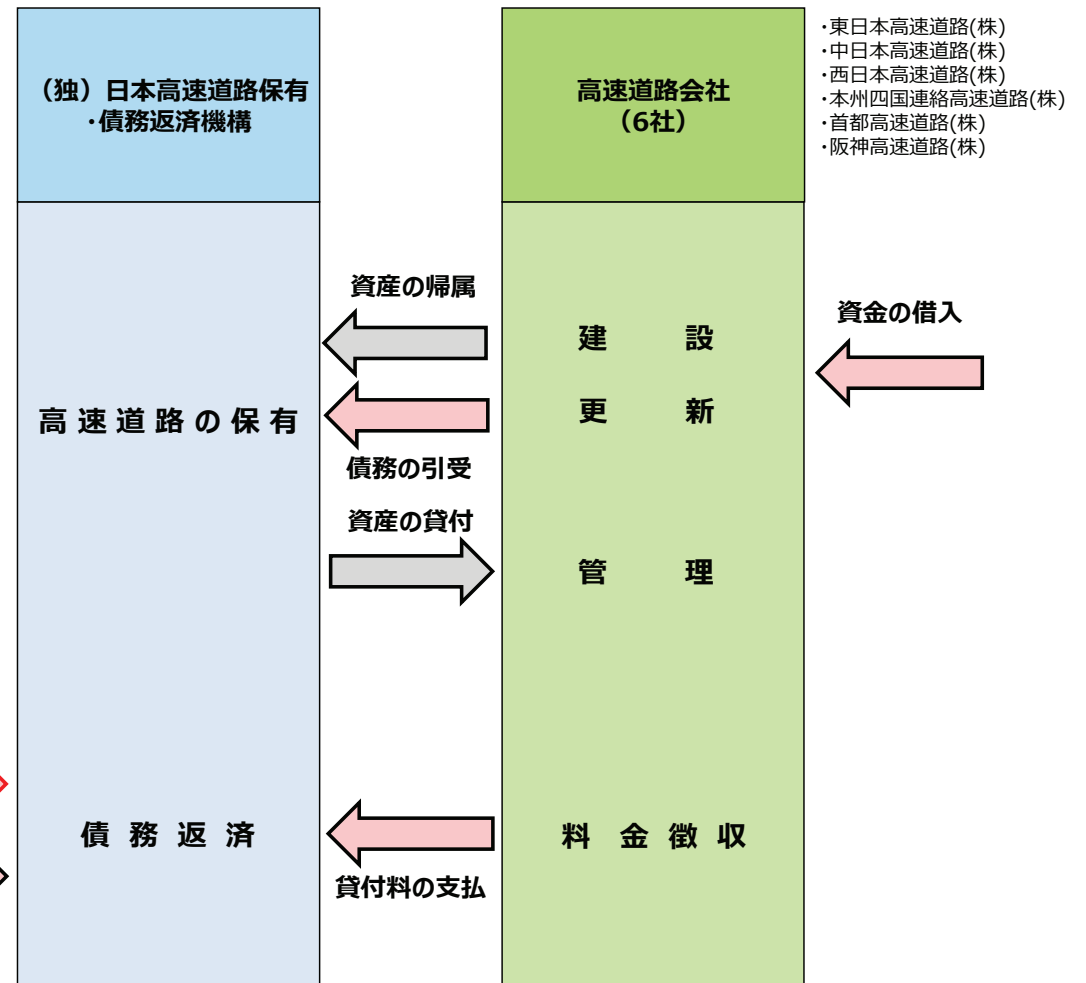 （独）日本高速道路保有
・債務返済機構
高速道路会社
（6社）
・東日本高速道路(株)
・中日本高速道路(株)
・西日本高速道路(株)
・本州四国連絡高速道路(株)
・首都高速道路(株)
・阪神高速道路(株)
資産の帰属
建設
資金の借入
更新
高速道路の保有
債務の引受
資産の貸付
管理
債務返済
料金徴収
貸付料の支払